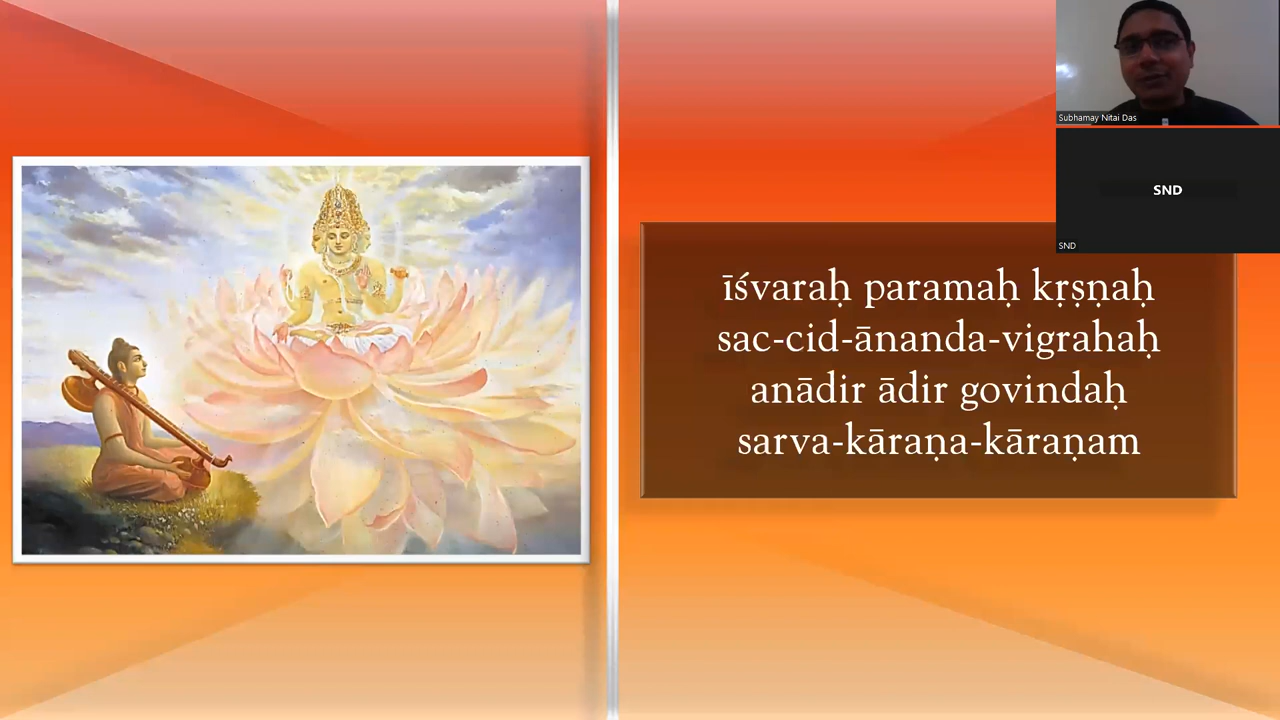 īśvaraḥ paramaḥ kṛṣṇaḥ
sac-cid-ānanda-vigrahaḥ
anādir ādir govindaḥ
sarva-kāraṇa-kāraṇam
Subhamay Nitai Das
SND
SND